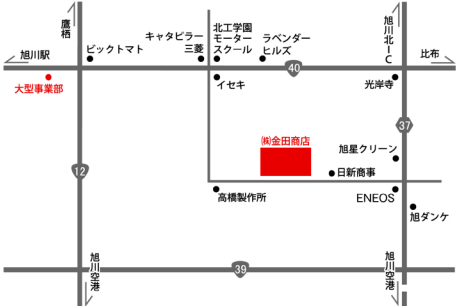 鷹栖
旭川北IC
旭川駅
比布
ビックトマト
キャタピラー
三菱
北工学園
モーター
スクール
ラベンダー
ヒルズ
大型事業部
40
イセキ
光岸寺
37
㈱金田商店
旭星クリーン
日新商事
12
高橋製作所
ENEOS
旭ダンケ
旭川空港
39
旭川空港